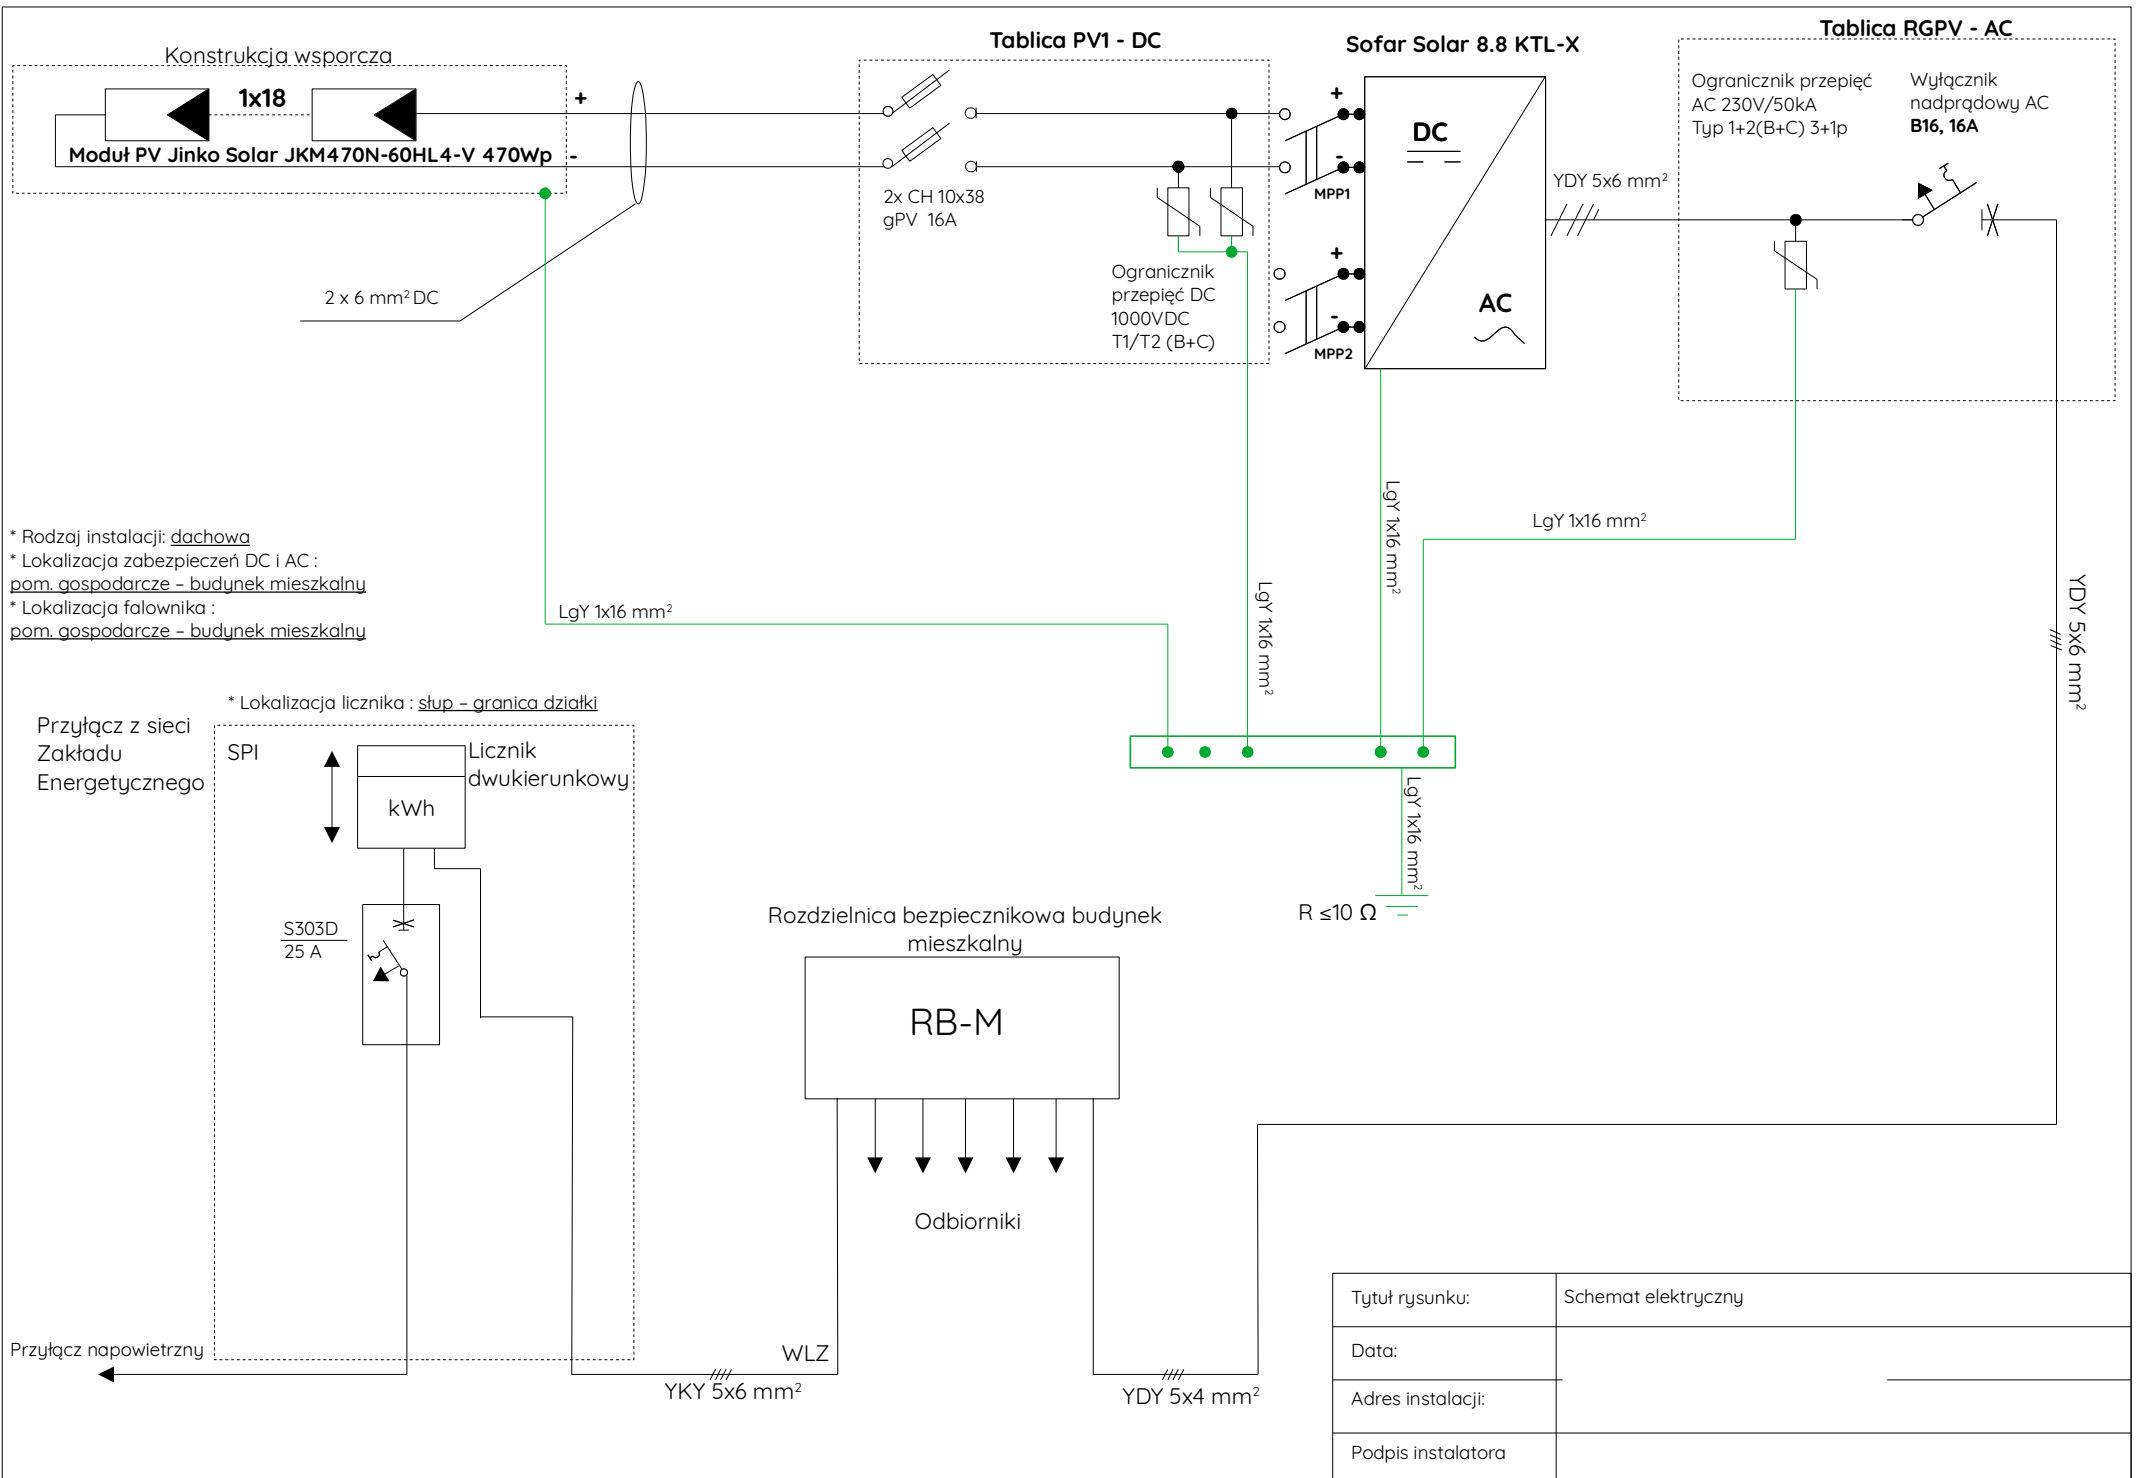 Konstrukcja wsporcza
1x18
+
Moduł PV Jinko Solar JKM470N-60HL4-V 470Wp
-
2 x 6 mm² DC
Tablica PV1 - DC
2x CH 10x38
gPV 16A
Ogranicznik
przepięć DC
1000VDC
T1/T2 (B+C)
Sofar Solar 8.8 KTL-X
+
-
MPP1
+
-
MPP2
DC
AC
YDY 5x6 mm²
Tablica RGPV - AC
Ogranicznik przepięć
AC 230V/50kA
Typ 1+2(B+C) 3+1p
Wyłącznik
nadprądowy AC
B16, 16A
LgY 1x16 mm²
LgY 1x16 mm²
LgY 1x16 mm²
LgY 1x16 mm²
YDY 5x6 mm²
* Rodzaj instalacji: dachowa
* Lokalizacja zabezpieczeń DC i AC :
pom. gospodarcze – budynek mieszkalny
* Lokalizacja falownika :
pom. gospodarcze – budynek mieszkalny
* Lokalizacja licznika : słup – granica działki
Przyłącz z sieci
Zakładu
Energetycznego
SPI
Licznik
dwukierunkowy
kWh
S303D
25 A
LgY 1x16 mm²
R ≤10 Ω
Rozdzielnica bezpiecznikowa budynek
mieszkalny
RB-M
Odbiorniki
Przyłącz napowietrzny
WLZ
YKY 5x6 mm²
YDY 5x4 mm²
Tytuł rysunku:
Schemat elektryczny
Data:
Adres instalacji:
Podpis instalatora